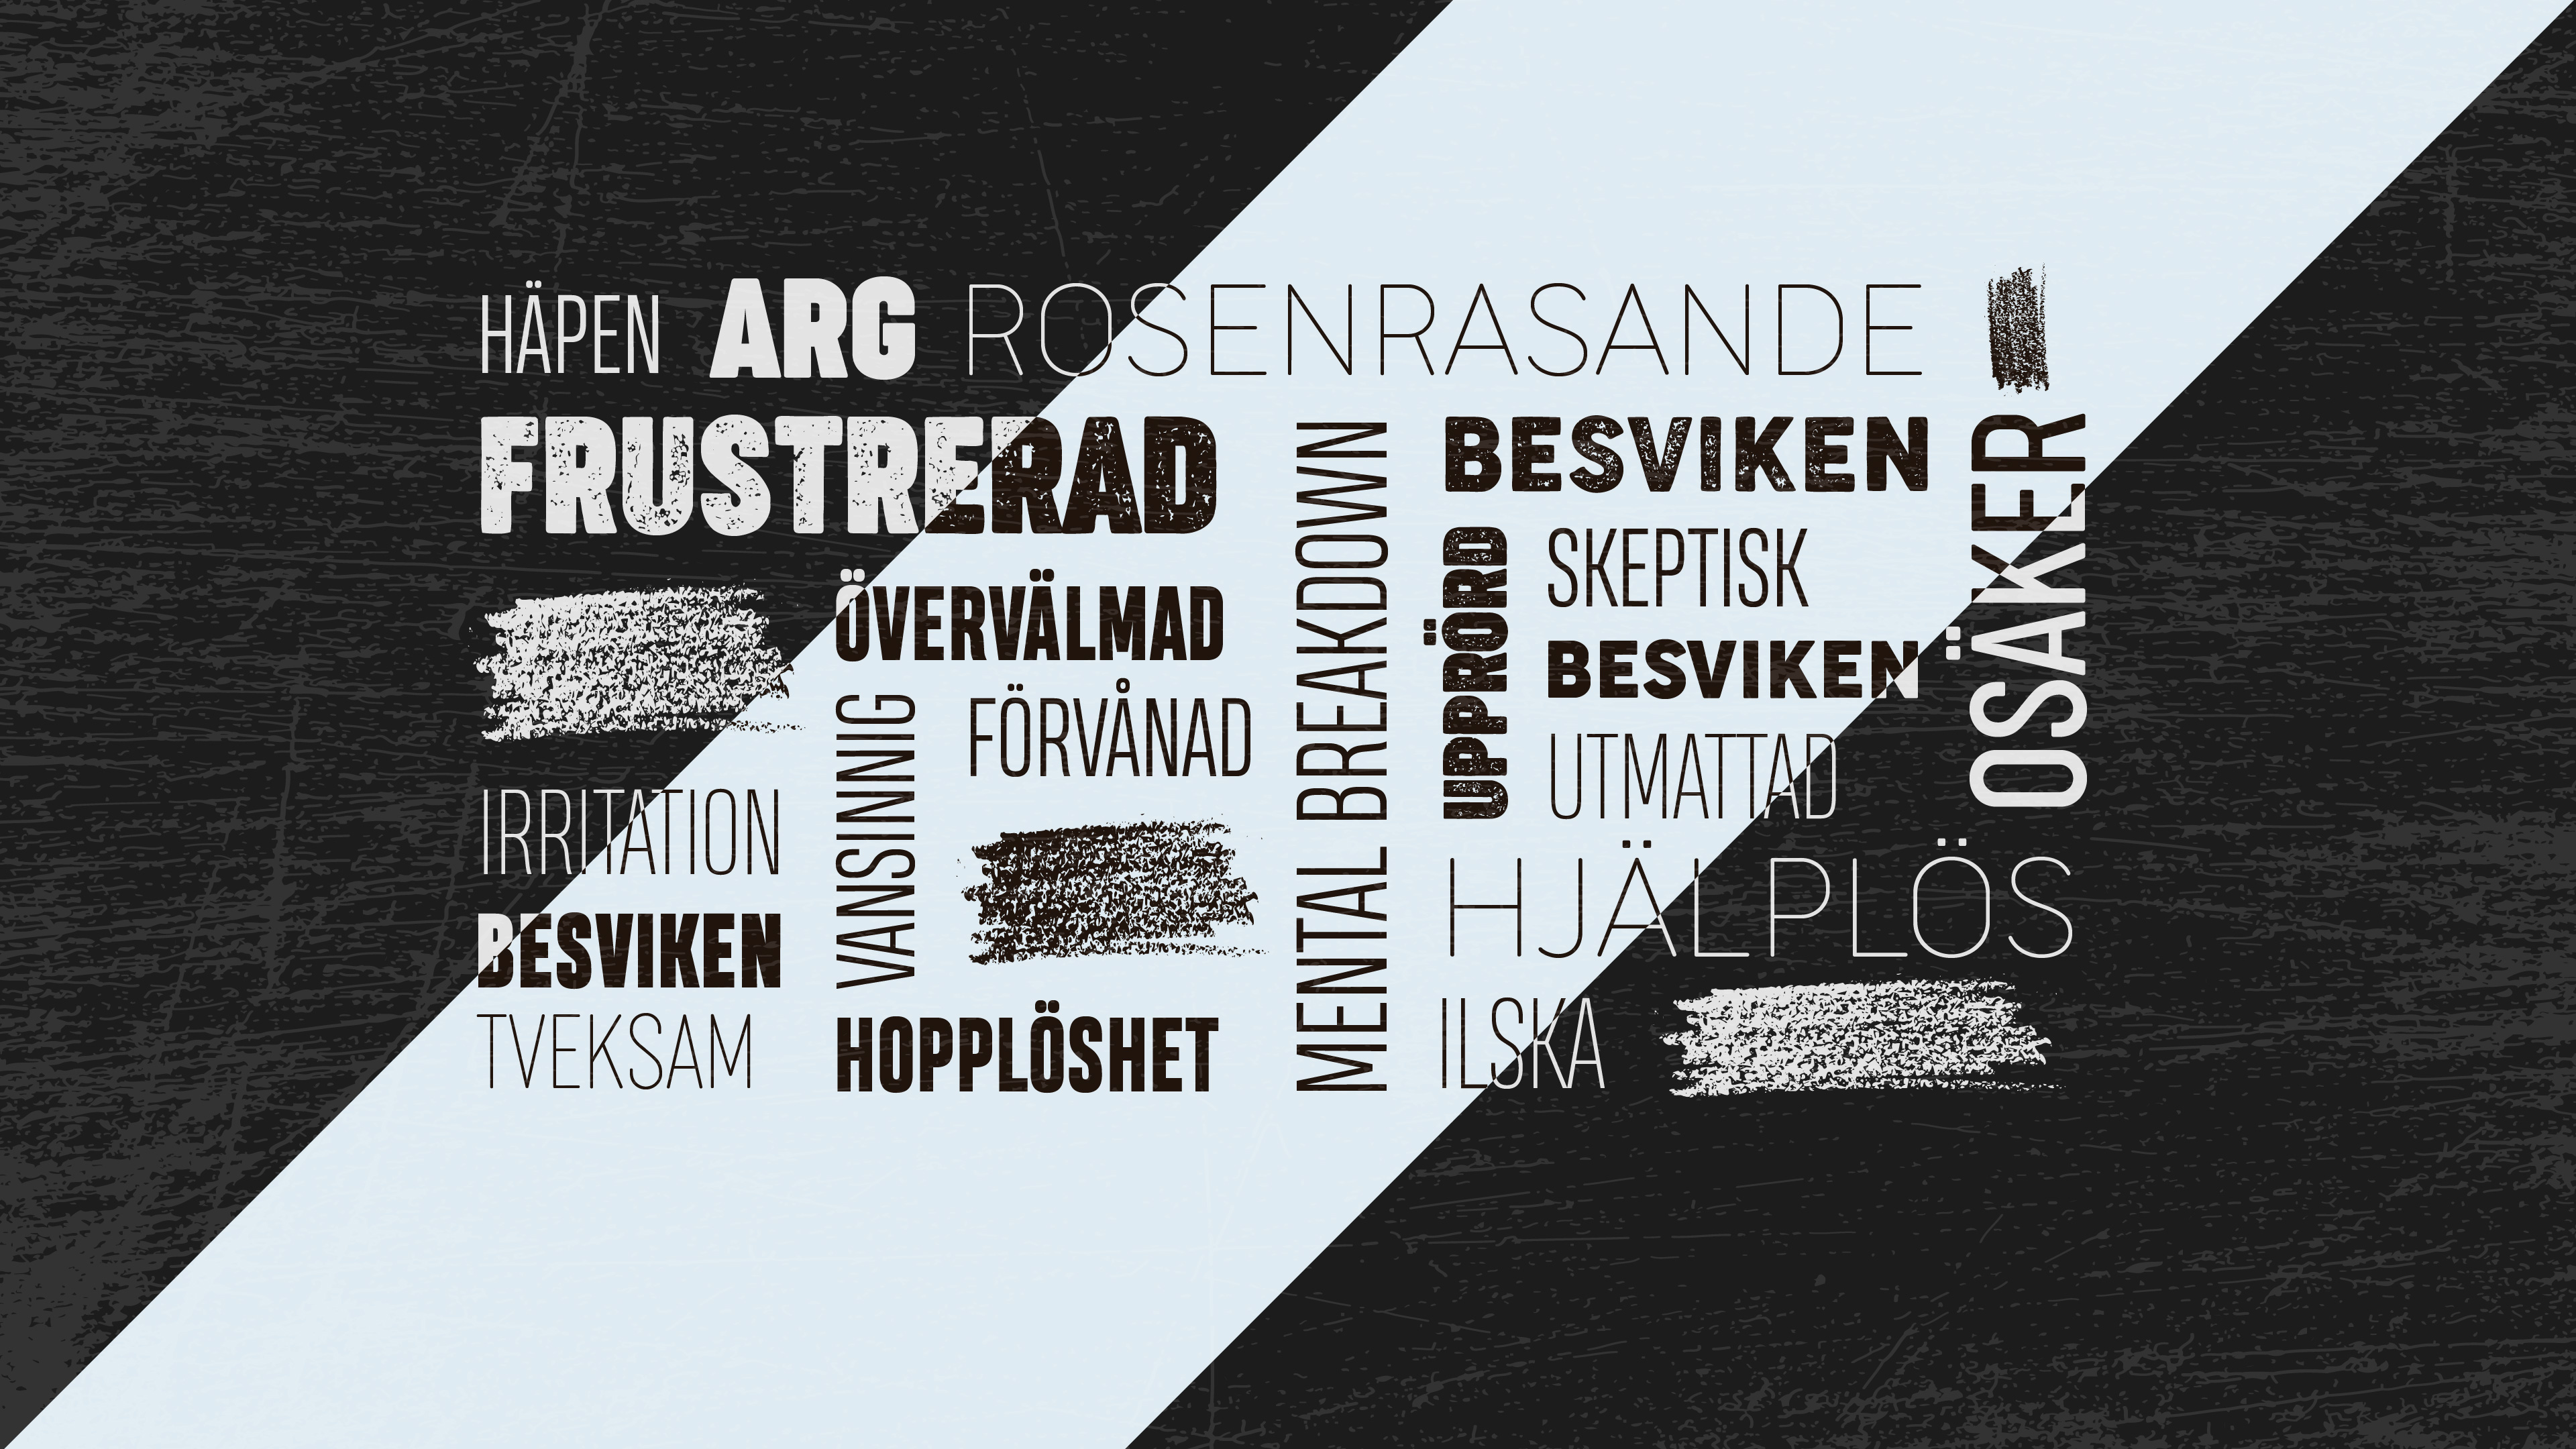 HÄPEN ARG ROSENRASANDE
FRUSTRERAD
BESVIKEN
OSÄKER
MENTAL BREAKDOWN
UPPRÖRD
SKEPTISK
ÖVERVÄLMAD
BESVIKEN
VANSINNIG
FÖRVÅNAD
UTMATTAD
IRRITATION
HJÄLPLÖS
BESVIKEN
TVEKSAM
HOPPLÖSHET
ILSKA